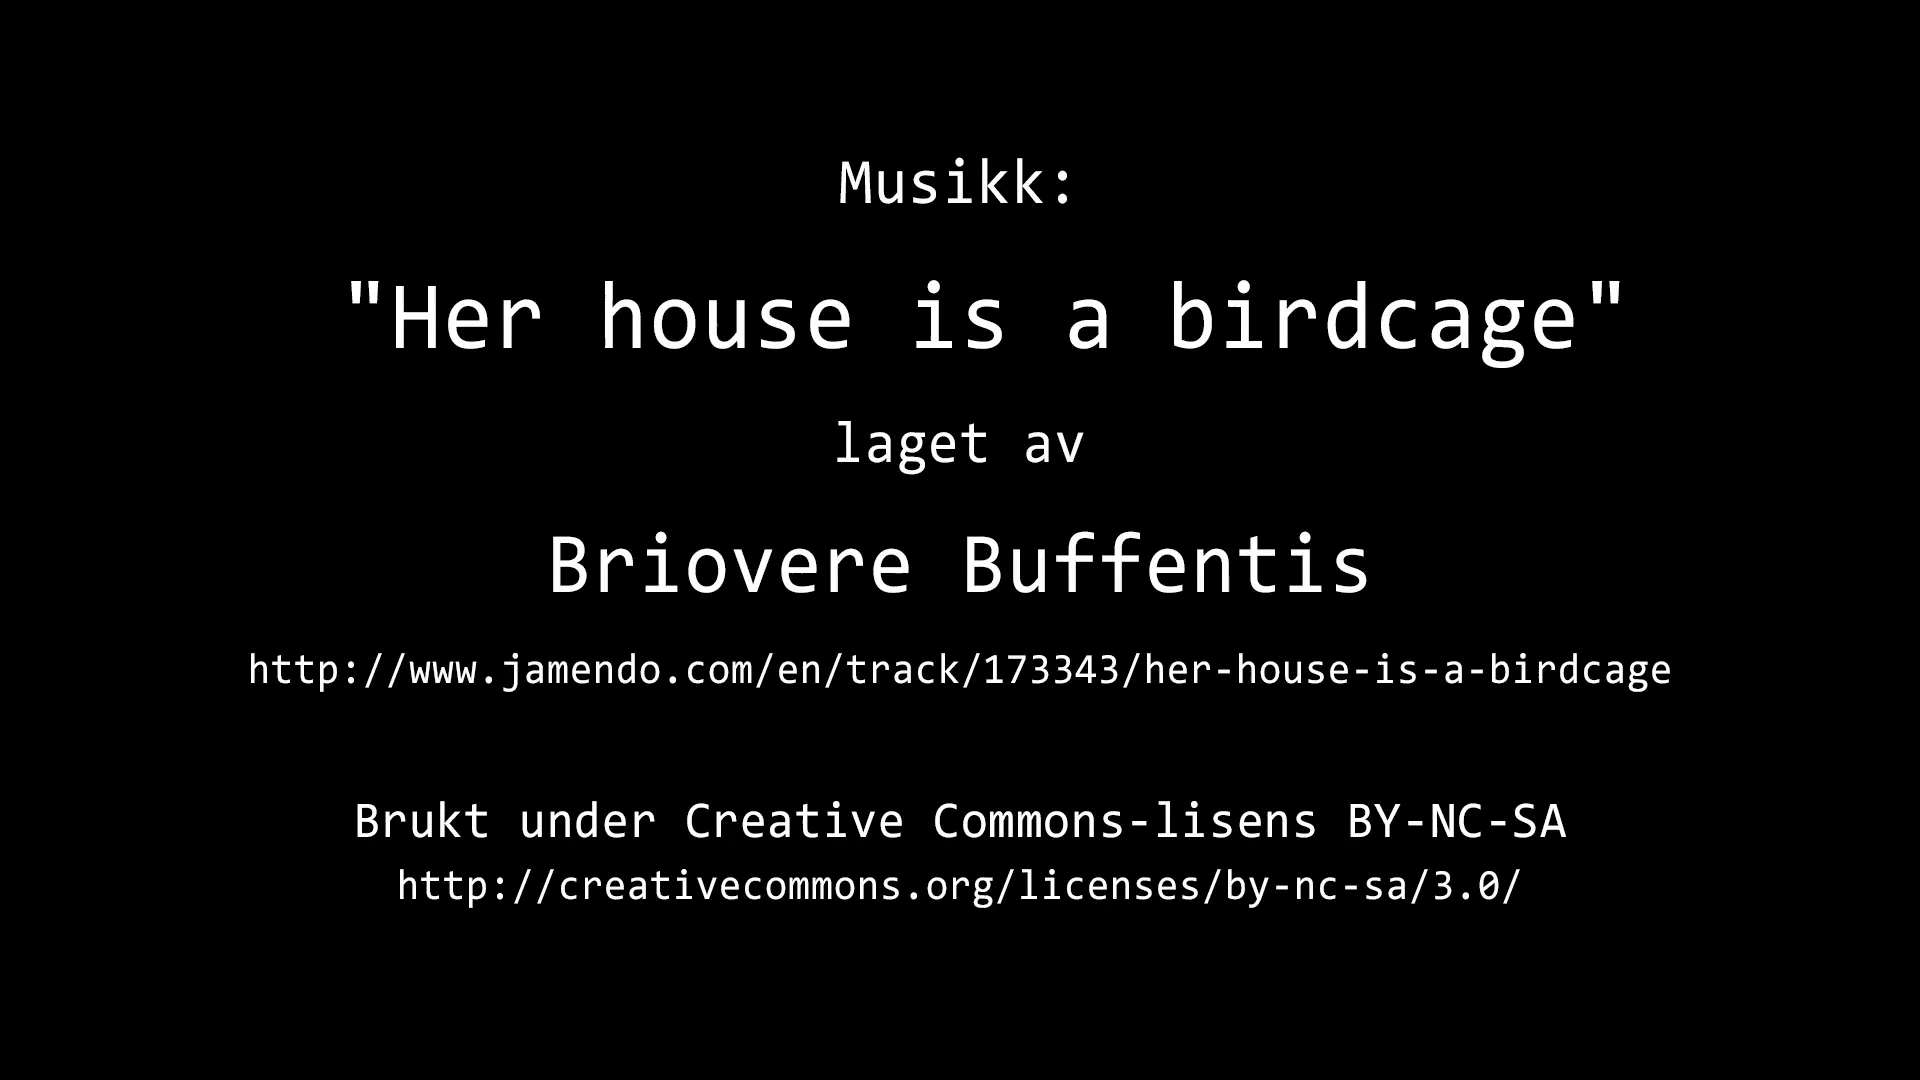 Musikk:
"Her house is a birdcage"
laget av
Briovere Buffentis
http://www.jamendo.com/en/track/173343/her-house-is-a-birdcage
Brukt under Creative Commons-lisens BY-NC-SA
http://creativecommons.org/licenses/by-nc-sa/3.0/